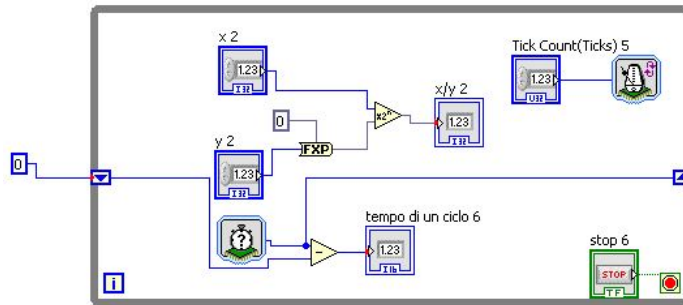 x 2
Tick Count(Ticks) 5
1.23
I32
1.23
U32
x/y 2
1.23
I32
x2ⁿ
0
FXP
y 2
1.23
I32
0
?
tempo di un ciclo 6
1.23
I16
-
stop 6
STOP
TF
i